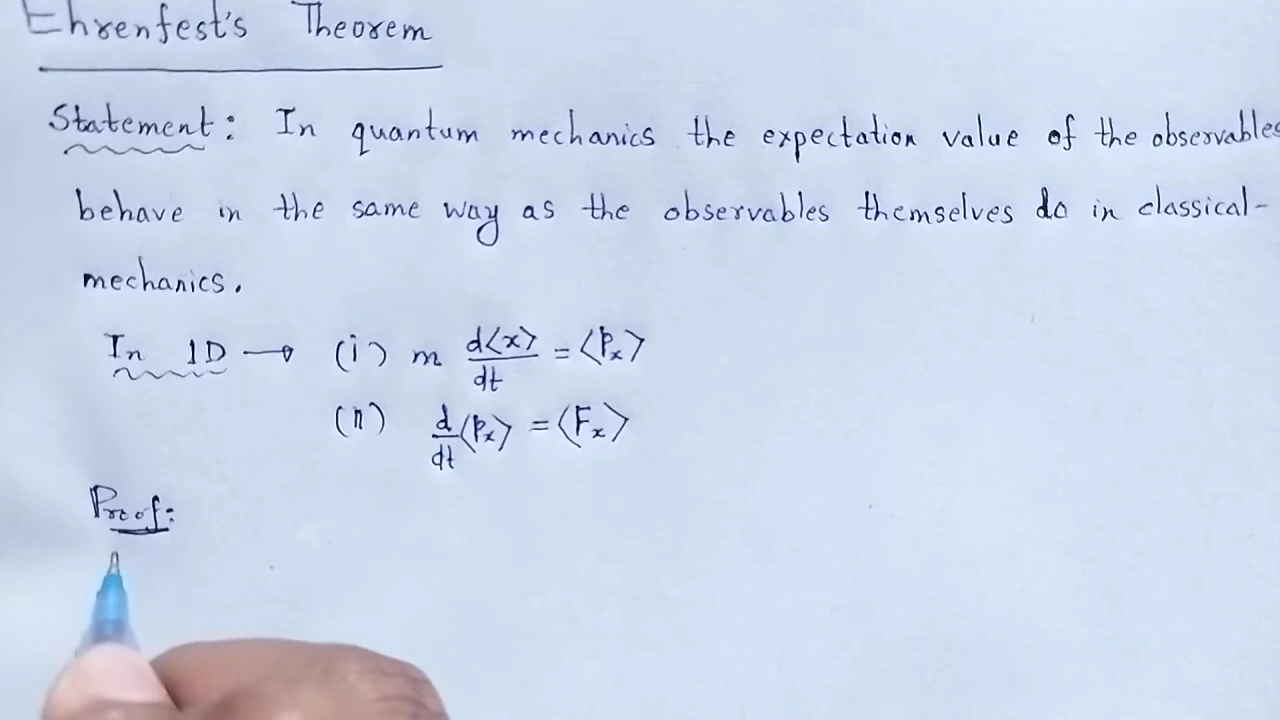 Ehrenfest's Theorem
Statement: In quantum mechanics the expectation value of the observables
behave in the same way as the observables themselves do in classical-
mechanics.
In 1D → (i) m d⟨x⟩/dt = ⟨Px⟩
(ii) d/dt ⟨Px⟩ = ⟨Fx⟩
Proof: